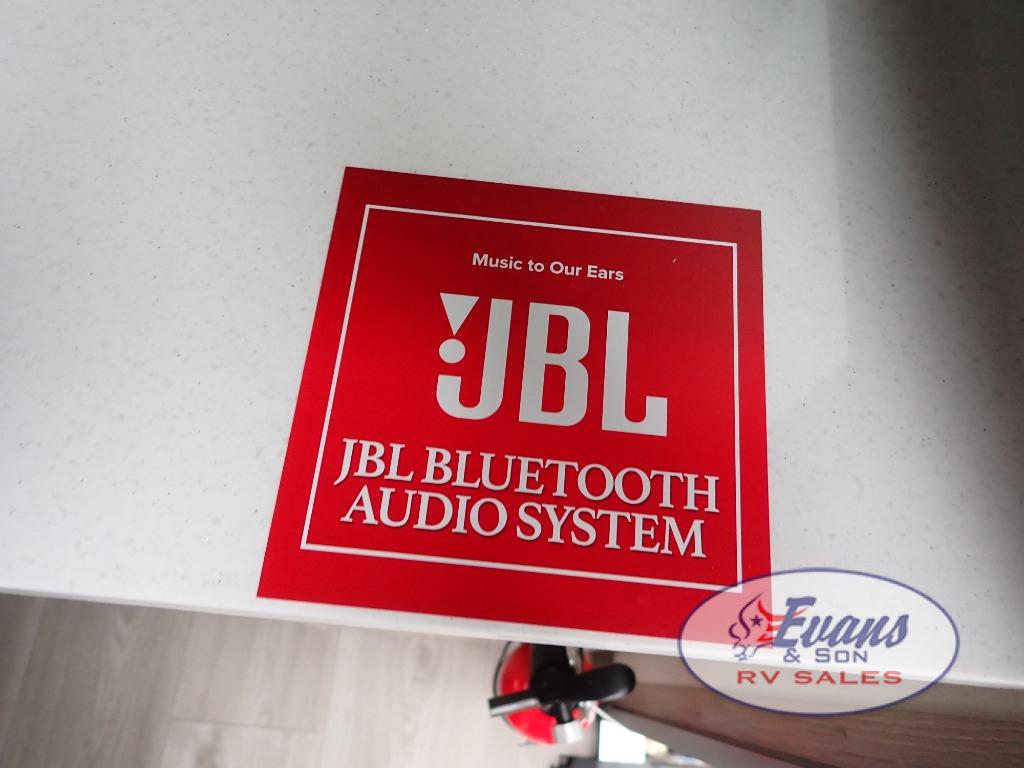 Music to Our Ears
JBL
JBL BLUETOOTH
AUDIO SYSTEM
Evans
& SON
RV SALES